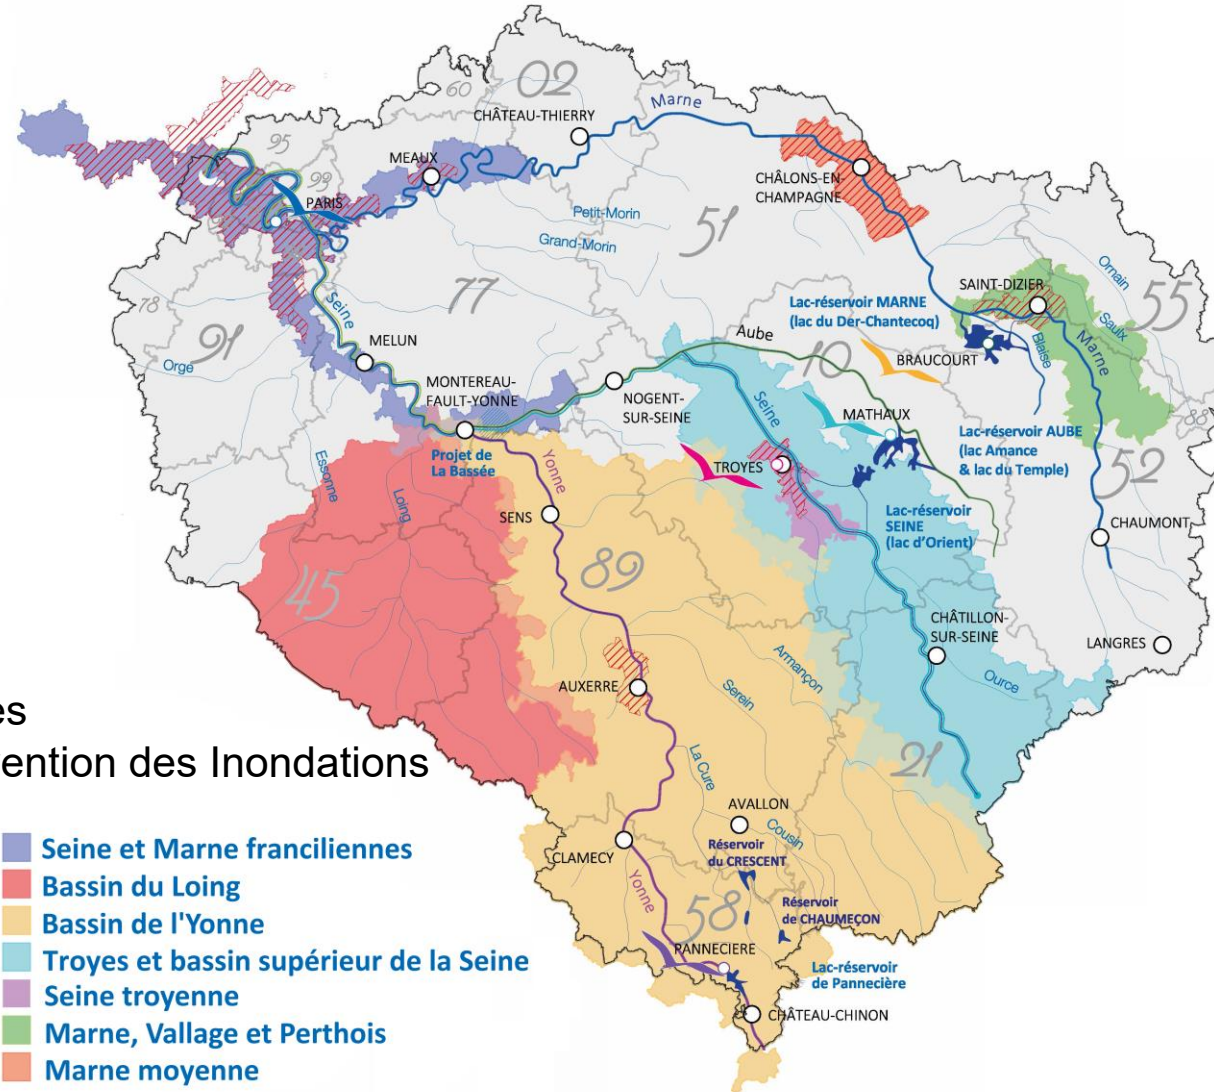 02
60
Marne
CHÂTEAU-THIERRY
95
MEAUX
93
CHÂLONS-EN-
CHAMPAGNE
PARIS
Petit-Morin
51
Grand-Morin
Ornain
77
SAINT-DIZIER
55
78
Seine
Lac-réservoir MARNE
(lac du Der-Chantecoq)
Saulx
91
Aube
Blaise
Marne
MELUN
10
BRAUCOURT
Orge
MONTEREAU-
FAULT-YONNE
NOGENT-
SUR-SEINE
Seine
MATHAUX
88
Lac-réservoir AUBE
(lac Amance
& lac du Temple)
Projet de
La Bassée
Essonne
Yonne
TROYES
52
Loing
SENS
Lac-réservoir
SEINE
(lac d'Orient)
CHAUMONT
45
89
CHÂTILLON-
SUR-SEINE
LANGRES
Armançon
AUXERRE
Serein
Ource
es
ention des Inondations
La Cure
21
AVALLON
Cousin
Seine et Marne franciliennes
CLAMECY
Réservoir
du CRESCENT
Bassin du Loing
Yonne
58
Réservoir
de CHAUMEÇON
Bassin de l'Yonne
PANNECIERE
Troyes et bassin supérieur de la Seine
Lac-réservoir
de Pannecière
Seine troyenne
CHÂTEAU-CHINON
Marne, Vallage et Perthois
Marne moyenne